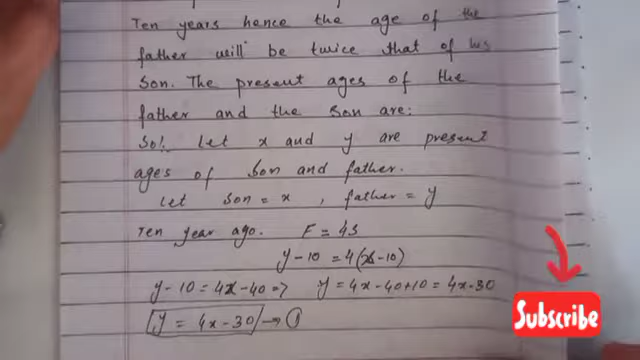 Ten years hence the age of the
father will be twice that of his
son. The present ages of the
father and the son are:
Sol. Let x and y are present
ages of son and father.
Let son = x , father = y
Ten year ago. F = 4S
y-10 = 4(x-10)
y-10 = 4x-40 => y = 4x-40+10 = 4x-30
y = 4x-30 → ①
Subscribe